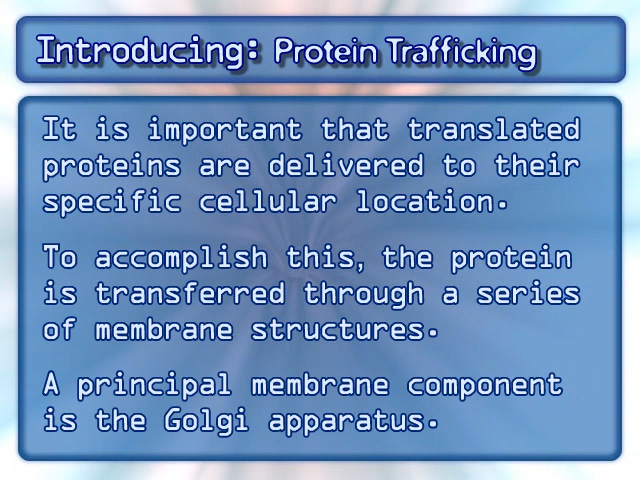 Introducing: Protein Trafficking
It is important that translated
proteins are delivered to their
specific cellular location.
To accomplish this, the protein
is transferred through a series
of membrane structures.
A principal membrane component
is the Golgi apparatus.